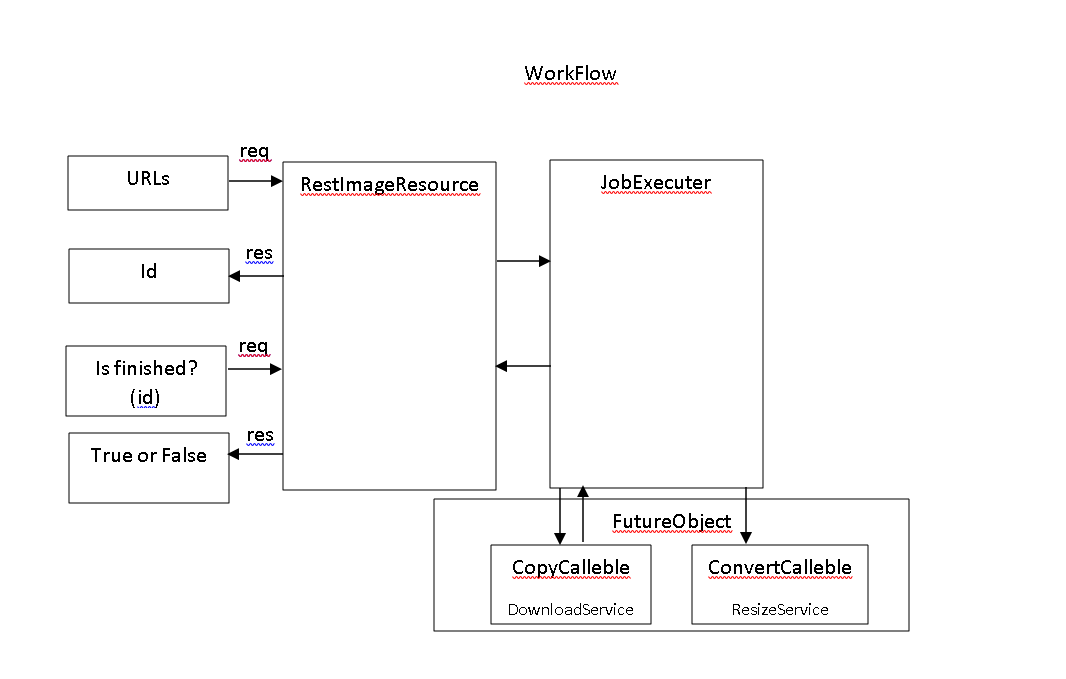 WorkFlow
req
URLs
RestImageResource
JobExecuter
res
Id
req
Is finished?
(id)
res
True or False
FutureObject
CopyCalleble
ConvertCalleble
DownloadService
ResizeService